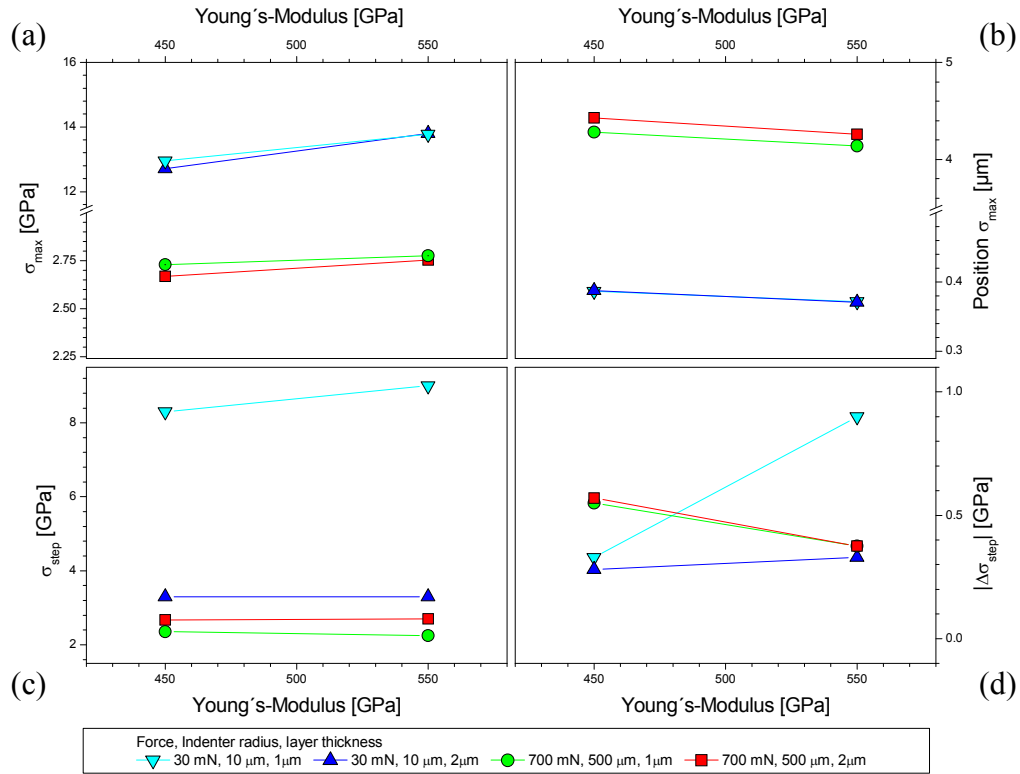 Young´s-Modulus [GPa] Young´s-Modulus [GPa]
(a) (b)
450 500 550 450 500 550
16 5
14
4
12
σmax [GPa] Position σmax [µm]
2.75
0.4
2.50
2.25 0.3
1.0
8
6
σstep [GPa] 0.5 |Δσstep| [GPa]
4
2 0.0
450 500 550 450 500 550
(c) (d)
Young´s-Modulus [GPa] Young´s-Modulus [GPa]
Force, Indenter radius, layer thickness
30 mN, 10 µm, 1µm 30 mN, 10 µm, 2µm 700 mN, 500 µm, 1µm 700 mN, 500 µm, 2µm